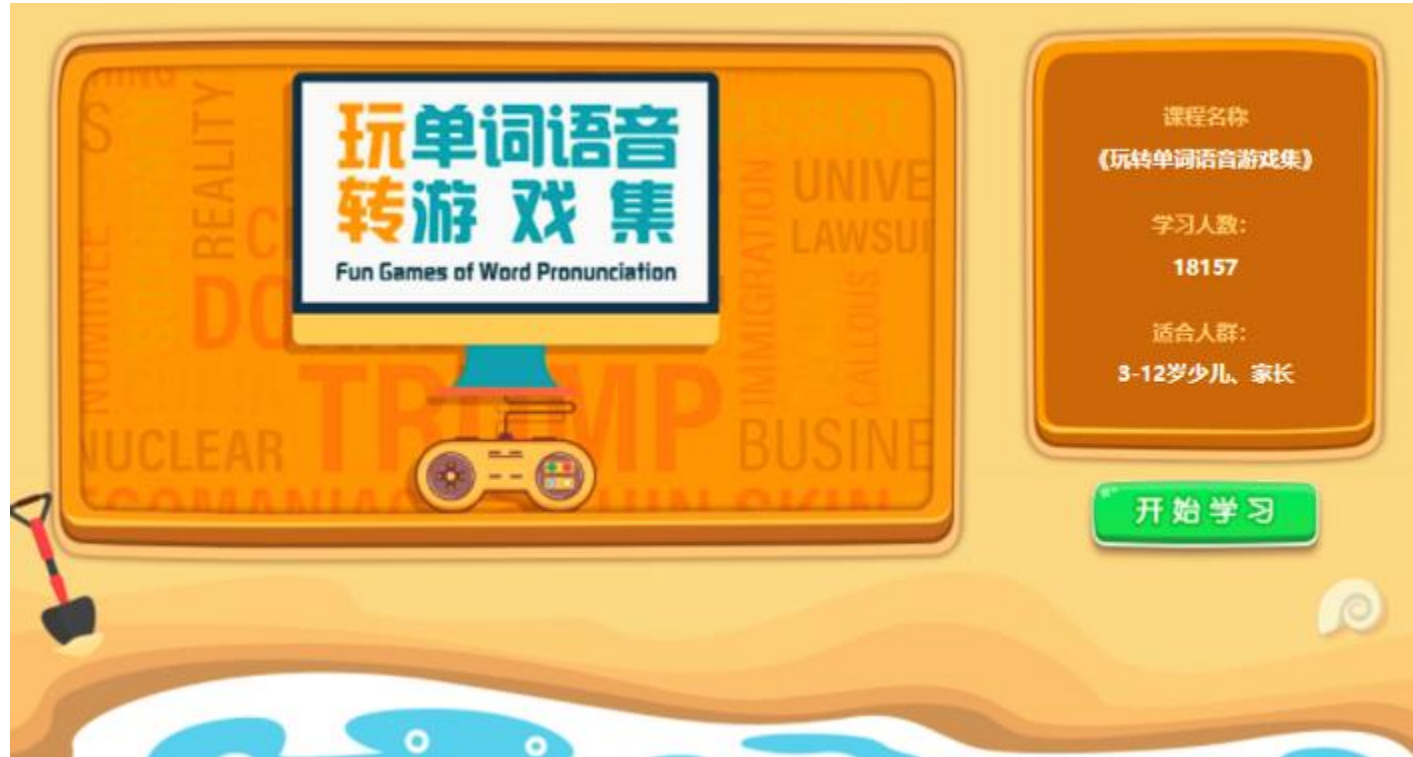 玩单词语音
转游戏集
Fun Games of Word Pronunciation
REALITY
UNIVE
LAWSUI
IMMIGRATION
CALLOUS
NOMINEE
TRUMP
NUCLEAR
BUSINE
课程名称
《玩转单词语音游戏集》
学习人数:
18157
适合人群:
3-12岁少儿、家长
开始学习